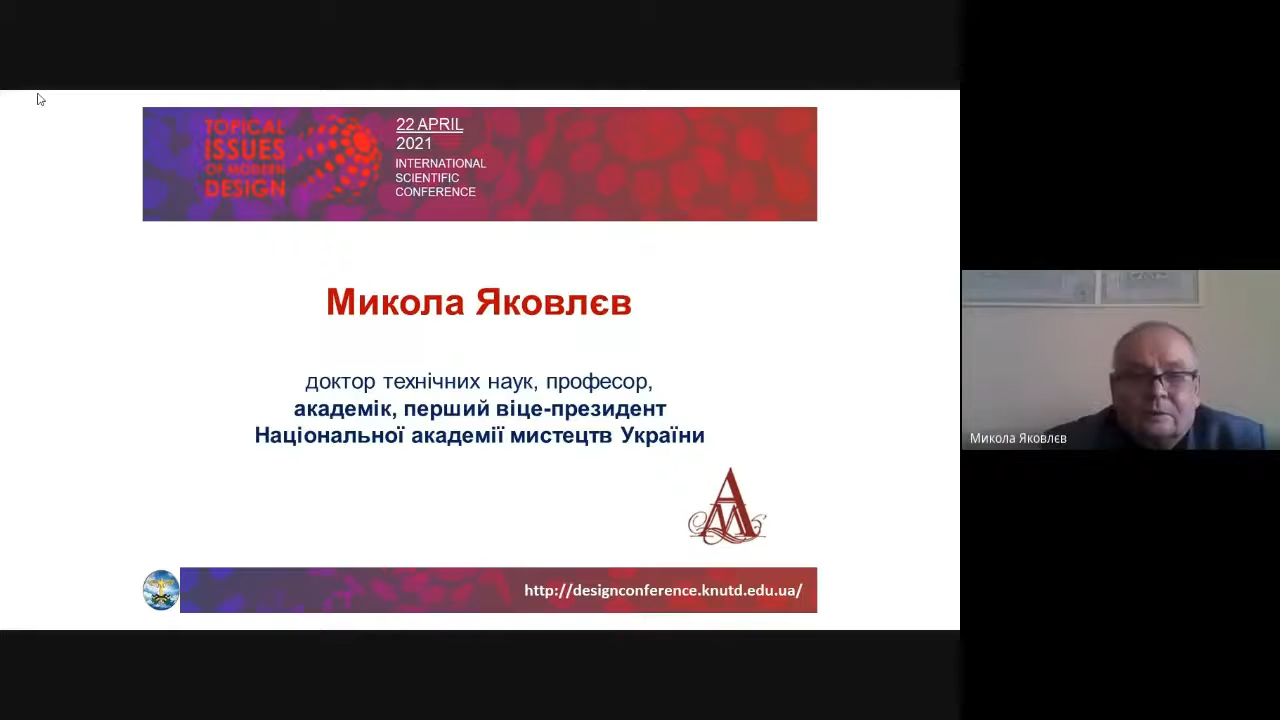 TOPICAL
ISSUES
OF MODERN
DESIGN
22 APRIL
2021
INTERNATIONAL
SCIENTIFIC
CONFERENCE
Микола Яковлєв
доктор технічних наук, професор,
академік, перший віце-президент
Національної академії мистецтв України
http://designconference.knutd.edu.ua/
Микола Яковлєв